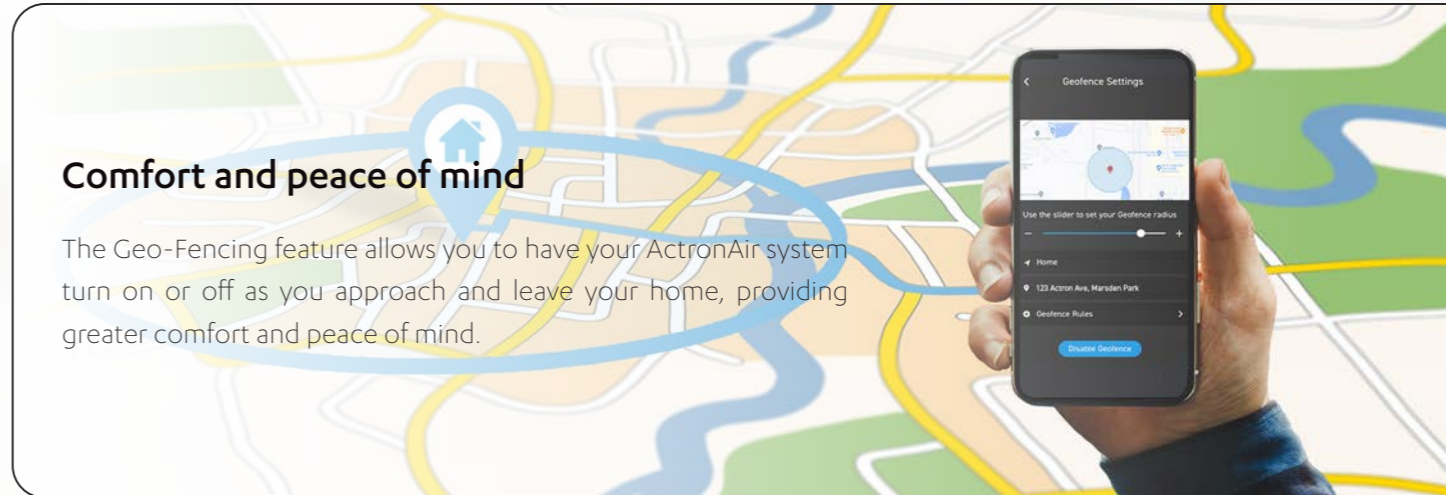 Comfort and peace of mind
The Geo-Fencing feature allows you to have your ActronAir system
turn on or off as you approach and leave your home, providing
greater comfort and peace of mind.
Geofence Settings
Use the slider to set your Geofence radius
Home
123 Actron Ave, Marsden Park
Geofence Rules
Disable Geofence